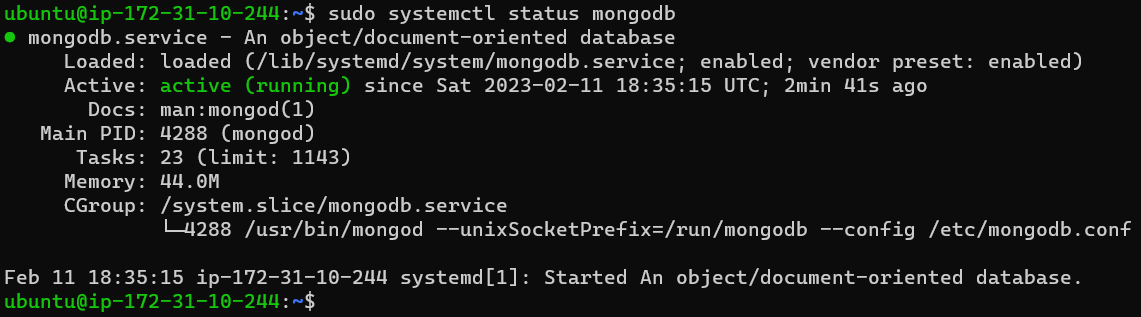 ubuntu@ip-172-31-10-244:~$ sudo systemctl status mongodb
● mongodb.service - An object/document-oriented database
     Loaded: loaded (/lib/systemd/system/mongodb.service; enabled; vendor preset: enabled)
     Active: active (running) since Sat 2023-02-11 18:35:15 UTC; 2min 41s ago
       Docs: man:mongod(1)
   Main PID: 4288 (mongod)
      Tasks: 23 (limit: 1143)
     Memory: 44.0M
     CGroup: /system.slice/mongodb.service
             └─4288 /usr/bin/mongod --unixSocketPrefix=/run/mongodb --config /etc/mongodb.conf

Feb 11 18:35:15 ip-172-31-10-244 systemd[1]: Started An object/document-oriented database.
ubuntu@ip-172-31-10-244:~$